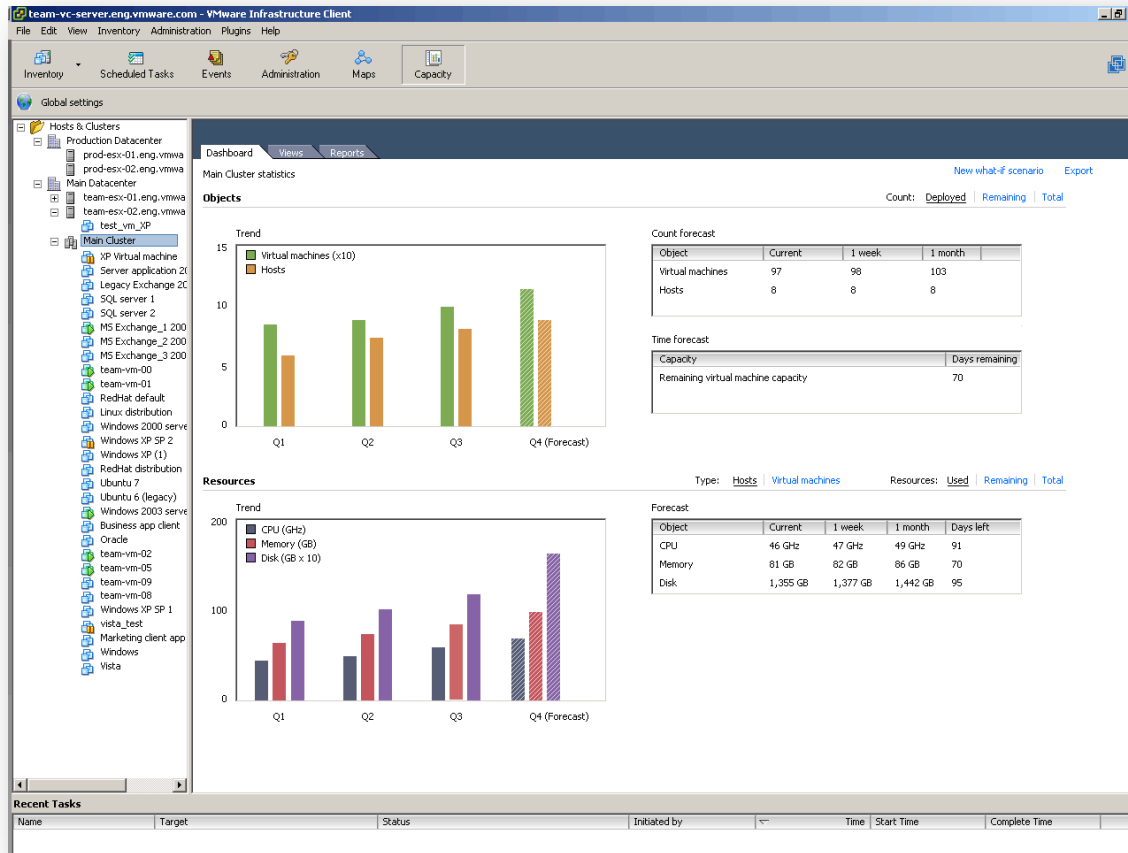 team-vc-server.eng.vmware.com - VMware Infrastructure Client
File Edit View Inventory Administration Plugins Help
Inventory Scheduled Tasks Events Administration Maps Capacity
Global settings
Hosts & Clusters
Production Datacenter
prod-esx-01.eng.vmwa
prod-esx-02.eng.vmwa
Main Datacenter
team-esx-01.eng.vmwa
team-esx-02.eng.vmwa
test_vm_XP
Main Cluster
XP Virtual machine
Server application 20
Legacy Exchange 20
SQL server 1
SQL server 2
MS Exchange_1 200
MS Exchange_2 200
MS Exchange_3 200
team-vm-00
team-vm-01
RedHat default
Linux distribution
Windows 2000 serve
Windows XP SP 2
Windows XP (1)
RedHat distribution
Ubuntu 7
Ubuntu 6 (legacy)
Windows 2003 serve
Business app client
Oracle
team-vm-02
team-vm-05
team-vm-09
team-vm-08
Windows XP SP 1
vista_test
Marketing client app
Windows
Vista
Dashboard Views Reports
Main Cluster statistics
New what-if scenario Export
Objects
Count: Deployed Remaining Total
Trend
15
10
5
0
Virtual machines (x10)
Hosts
Q1 Q2 Q3 Q4 (Forecast)
Count forecast
Object Current 1 week 1 month
Virtual machines 97 98 103
Hosts 8 8 8
Time forecast
Capacity Days remaining
Remaining virtual machine capacity 70
Resources
Type: Hosts Virtual machines Resources: Used Remaining Total
Trend
200
100
0
CPU (GHz)
Memory (GB)
Disk (GB x 10)
Q1 Q2 Q3 Q4 (Forecast)
Forecast
Object Current 1 week 1 month Days left
CPU 46 GHz 47 GHz 49 GHz 91
Memory 81 GB 82 GB 86 GB 70
Disk 1,355 GB 1,377 GB 1,442 GB 95
Recent Tasks
Name Target Status Initiated by Time Start Time Complete Time